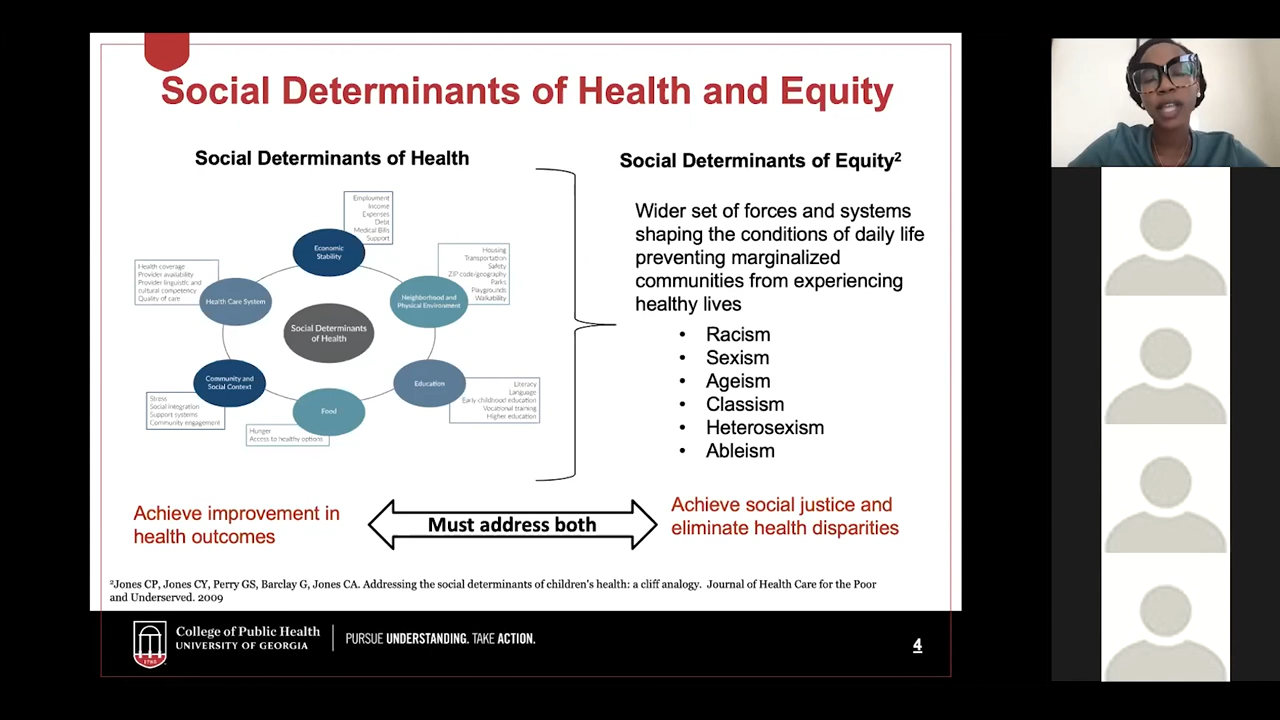 Social Determinants of Health and Equity
Social Determinants of Health
Employment
Income
Expenses
Debt
Medical Bills
Support
Economic
Stability
Housing
Transportation
Safety
ZIP code/geography
Parks
Playgrounds
Walkability
Neighborhood and
Physical Environment
Health coverage
Provider availability
Provider linguistic and
cultural competency
Quality of care
Health Care System
Social Determinants
of Health
Community and
Social Context
Stress
Social integration
Support systems
Community engagement
Food
Hunger
Access to healthy options
Education
Literacy
Language
Early childhood education
Vocational training
Higher education
Social Determinants of Equity²
Wider set of forces and systems
shaping the conditions of daily life
preventing marginalized
communities from experiencing
healthy lives
• Racism
• Sexism
• Ageism
• Classism
• Heterosexism
• Ableism
Achieve improvement in
health outcomes
Must address both
Achieve social justice and
eliminate health disparities
²Jones CP, Jones CY, Perry GS, Barclay G, Jones CA. Addressing the social determinants of children's health: a cliff analogy. Journal of Health Care for the Poor
and Underserved. 2009
1785
College of Public Health
UNIVERSITY OF GEORGIA
PURSUE UNDERSTANDING. TAKE ACTION.
4